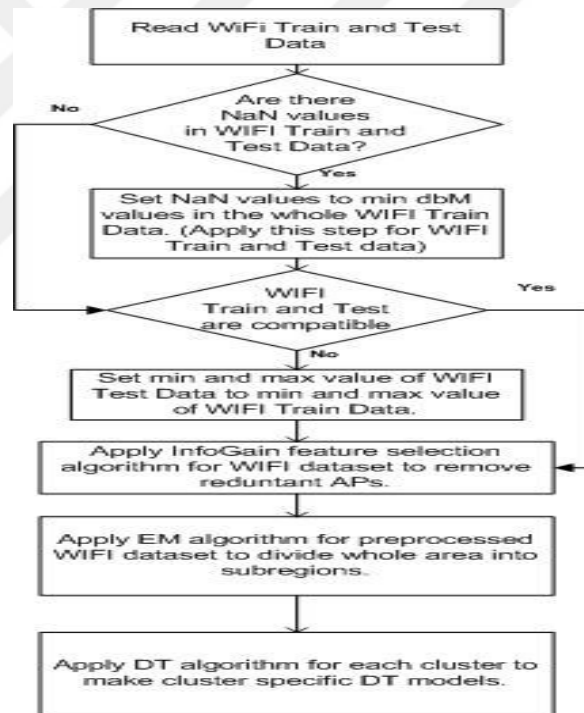 Read WiFi Train and Test
Data
Are there
NaN values
in WIFI Train and
Test Data?
No
Yes
Set NaN values to min dbM
values in the whole WIFI Train
Data. (Apply this step for WIFI
Train and Test data)
WIFI
Train and Test
are compatible
Yes
No
Set min and max value of WIFI
Test Data to min and max value
of WIFI Train Data.
Apply InfoGain feature selection
algorithm for WIFI dataset to remove
reduntant APs.
Apply EM algorithm for preprocessed
WIFI dataset to divide whole area into
subregions.
Apply DT algorithm for each cluster to
make cluster specific DT models.